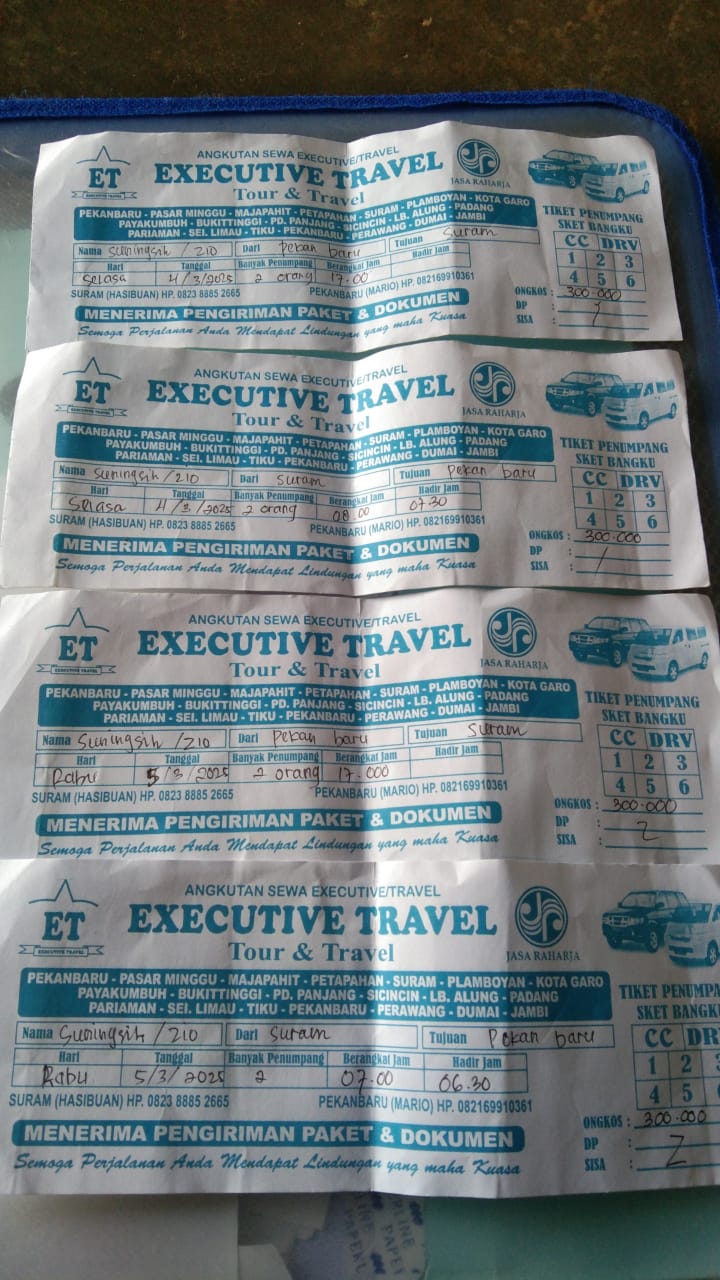 ANGKUTAN SEWA EXECUTIVE/TRAVEL
ET
EXECUTIVE TRAVEL
EXECUTIVE TRAVEL
Tour & Travel
JASA RAHARJA
PEKANBARU - PASAR MINGGU - MAJAPAHIT - PETAPAHAN - SURAM - PLAMBOYAN - KOTA GARO
PAYAKUMBUH - BUKITTINGGI - PD. PANJANG - SICINCIN - LB. ALUNG - PADANG
PARIAMAN - SEI. LIMAU - TIKU - PEKANBARU - PERAWANG - DUMAI - JAMBI
TIKET PENUMPANG
SKET BANGKU
CC DRV
1 2 3
4 5 6
Nama Suningsih / 210 Dari Pekan baru Tujuan Suram
Hari Tanggal Banyak Penumpang Berangkat Jam Hadir Jam
Selasa 4/3/2025 2 orang 17.00
SURAM (HASIBUAN) HP. 0823 8885 2665 PEKANBARU (MARIO) HP. 082169910361
ONGKOS : 300.000
DP :
SISA :
MENERIMA PENGIRIMAN PAKET & DOKUMEN
Semoga Perjalanan Anda Mendapat Lindungan yang maha Kuasa
ANGKUTAN SEWA EXECUTIVE/TRAVEL
ET
EXECUTIVE TRAVEL
EXECUTIVE TRAVEL
Tour & Travel
JASA RAHARJA
PEKANBARU - PASAR MINGGU - MAJAPAHIT - PETAPAHAN - SURAM - PLAMBOYAN - KOTA GARO
PAYAKUMBUH - BUKITTINGGI - PD. PANJANG - SICINCIN - LB. ALUNG - PADANG
PARIAMAN - SEI. LIMAU - TIKU - PEKANBARU - PERAWANG - DUMAI - JAMBI
TIKET PENUMPANG
SKET BANGKU
CC DRV
1 2 3
4 5 6
Nama Suningsih / 210 Dari Suram Tujuan Pekan baru
Hari Tanggal Banyak Penumpang Berangkat Jam Hadir Jam
Selasa 4/3/2025 2 orang 08.00 07.30
SURAM (HASIBUAN) HP. 0823 8885 2665 PEKANBARU (MARIO) HP. 082169910361
ONGKOS : 300.000
DP :
SISA :
MENERIMA PENGIRIMAN PAKET & DOKUMEN
Semoga Perjalanan Anda Mendapat Lindungan yang maha Kuasa
ANGKUTAN SEWA EXECUTIVE/TRAVEL
ET
EXECUTIVE TRAVEL
EXECUTIVE TRAVEL
Tour & Travel
JASA RAHARJA
PEKANBARU - PASAR MINGGU - MAJAPAHIT - PETAPAHAN - SURAM - PLAMBOYAN - KOTA GARO
PAYAKUMBUH - BUKITTINGGI - PD. PANJANG - SICINCIN - LB. ALUNG - PADANG
PARIAMAN - SEI. LIMAU - TIKU - PEKANBARU - PERAWANG - DUMAI - JAMBI
TIKET PENUMPANG
SKET BANGKU
CC DRV
1 2 3
4 5 6
Nama Suningsih / 210 Dari Pekan baru Tujuan Suram
Hari Tanggal Banyak Penumpang Berangkat Jam Hadir Jam
Rabu 5/3/2025 2 orang 17.000
SURAM (HASIBUAN) HP. 0823 8885 2665 PEKANBARU (MARIO) HP. 082169910361
ONGKOS : 300.000
DP :
SISA :
MENERIMA PENGIRIMAN PAKET & DOKUMEN
Semoga Perjalanan Anda Mendapat Lindungan yang maha Kuasa
ANGKUTAN SEWA EXECUTIVE/TRAVEL
ET
EXECUTIVE TRAVEL
EXECUTIVE TRAVEL
Tour & Travel
JASA RAHARJA
PEKANBARU - PASAR MINGGU - MAJAPAHIT - PETAPAHAN - SURAM - PLAMBOYAN - KOTA GARO
PAYAKUMBUH - BUKITTINGGI - PD. PANJANG - SICINCIN - LB. ALUNG - PADANG
PARIAMAN - SEI. LIMAU - TIKU - PEKANBARU - PERAWANG - DUMAI - JAMBI
TIKET PENUMPA
SKET BANGKU
CC DR
1 2
4 5
Nama Suningsih / 210 Dari Suram Tujuan Pekan baru
Hari Tanggal Banyak Penumpang Berangkat Jam Hadir Jam
Rabu 5/3/2025 2 07.00 06.30
SURAM (HASIBUAN) HP. 0823 8885 2665 PEKANBARU (MARIO) HP. 082169910361
ONGKOS : 300.000
DP :
SISA :
MENERIMA PENGIRIMAN PAKET & DOKUMEN
Semoga Perjalanan Anda Mendapat Lindungan yang maha Kuasa